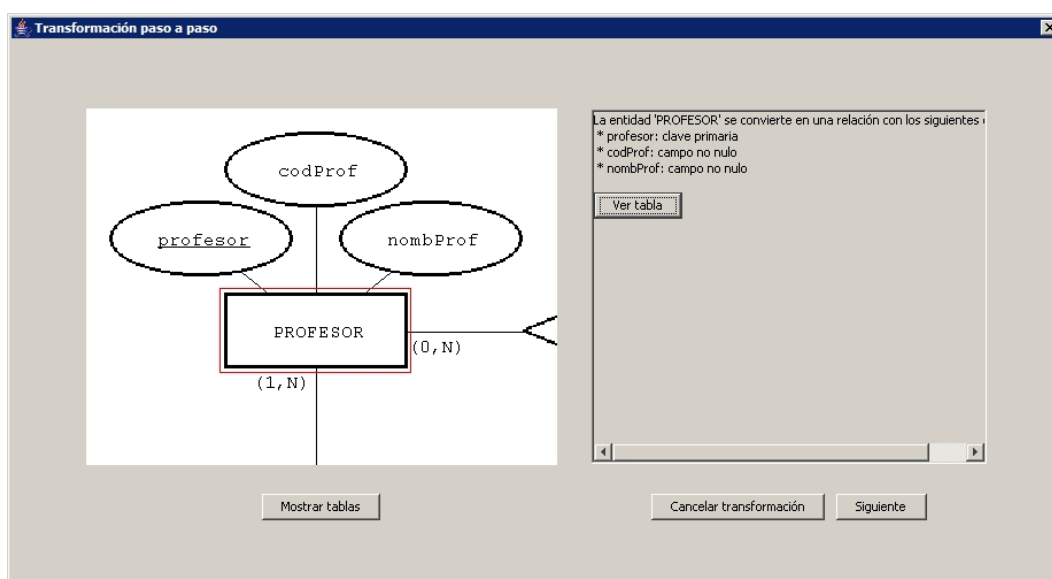 Transformación paso a paso
codProf
profesor
nombProf
PROFESOR
(0,N)
(1,N)
La entidad 'PROFESOR' se convierte en una relación con los siguientes
* profesor: clave primaria
* codProf: campo no nulo
* nombProf: campo no nulo
Ver tabla
Mostrar tablas
Cancelar transformación
Siguiente